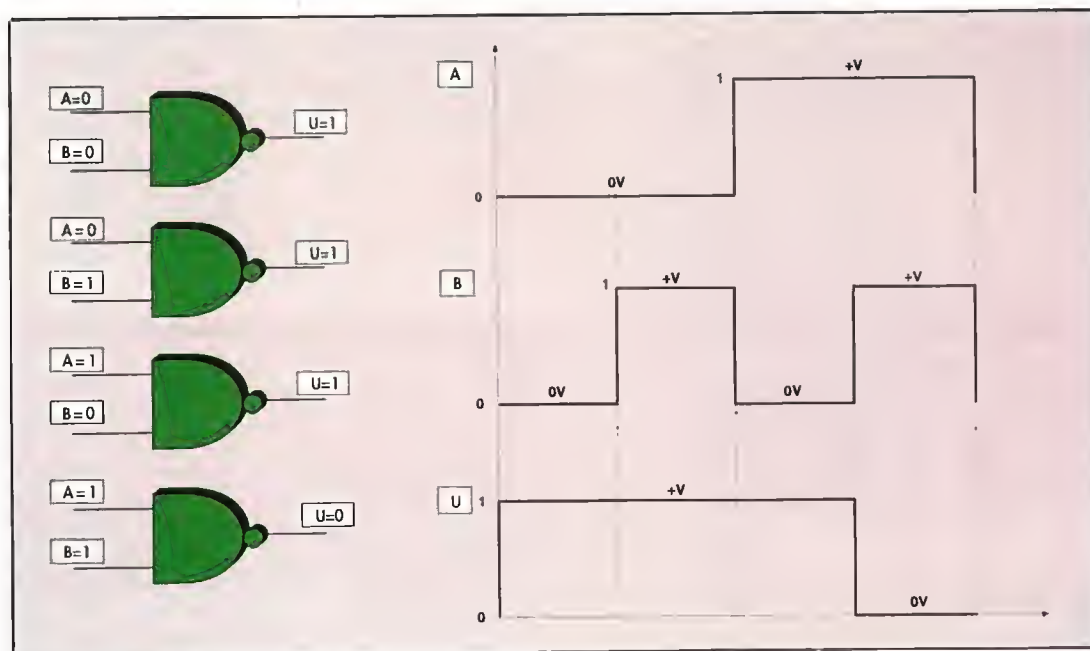 A=0
B=0
U=1
A=0
B=1
U=1
A=1
B=0
U=1
A=1
B=1
U=0
A
1
+V
0
0V
B
1
+V
+V
0
0V
0V
U
1
+V
0
0V